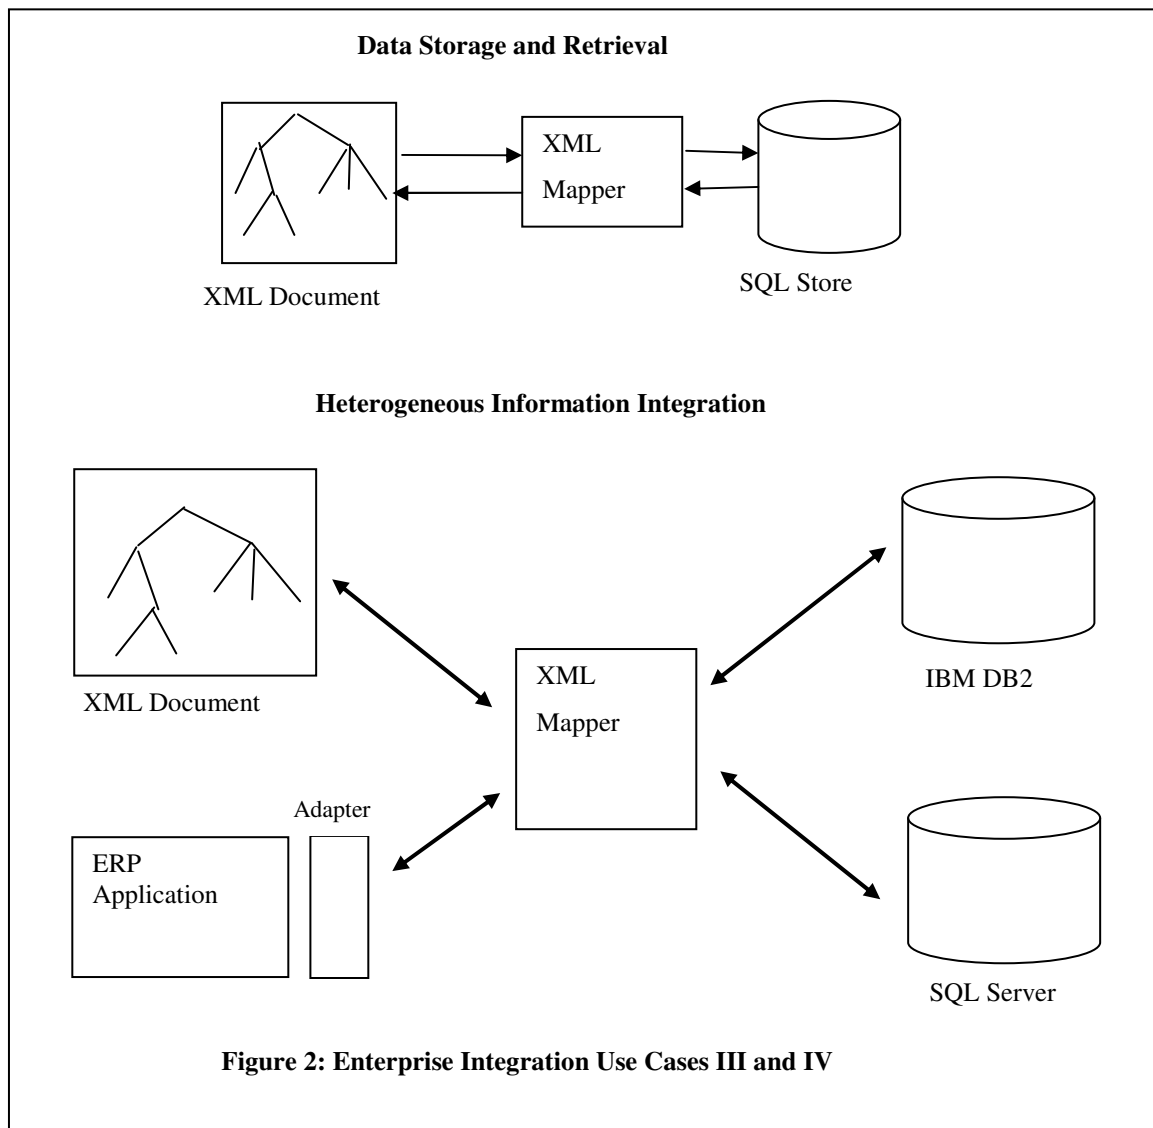 Data Storage and Retrieval
XML
Mapper
XML Document
SQL Store
Heterogeneous Information Integration
XML Document
XML
Mapper
IBM DB2
Adapter
ERP
Application
SQL Server
Figure 2: Enterprise Integration Use Cases III and IV